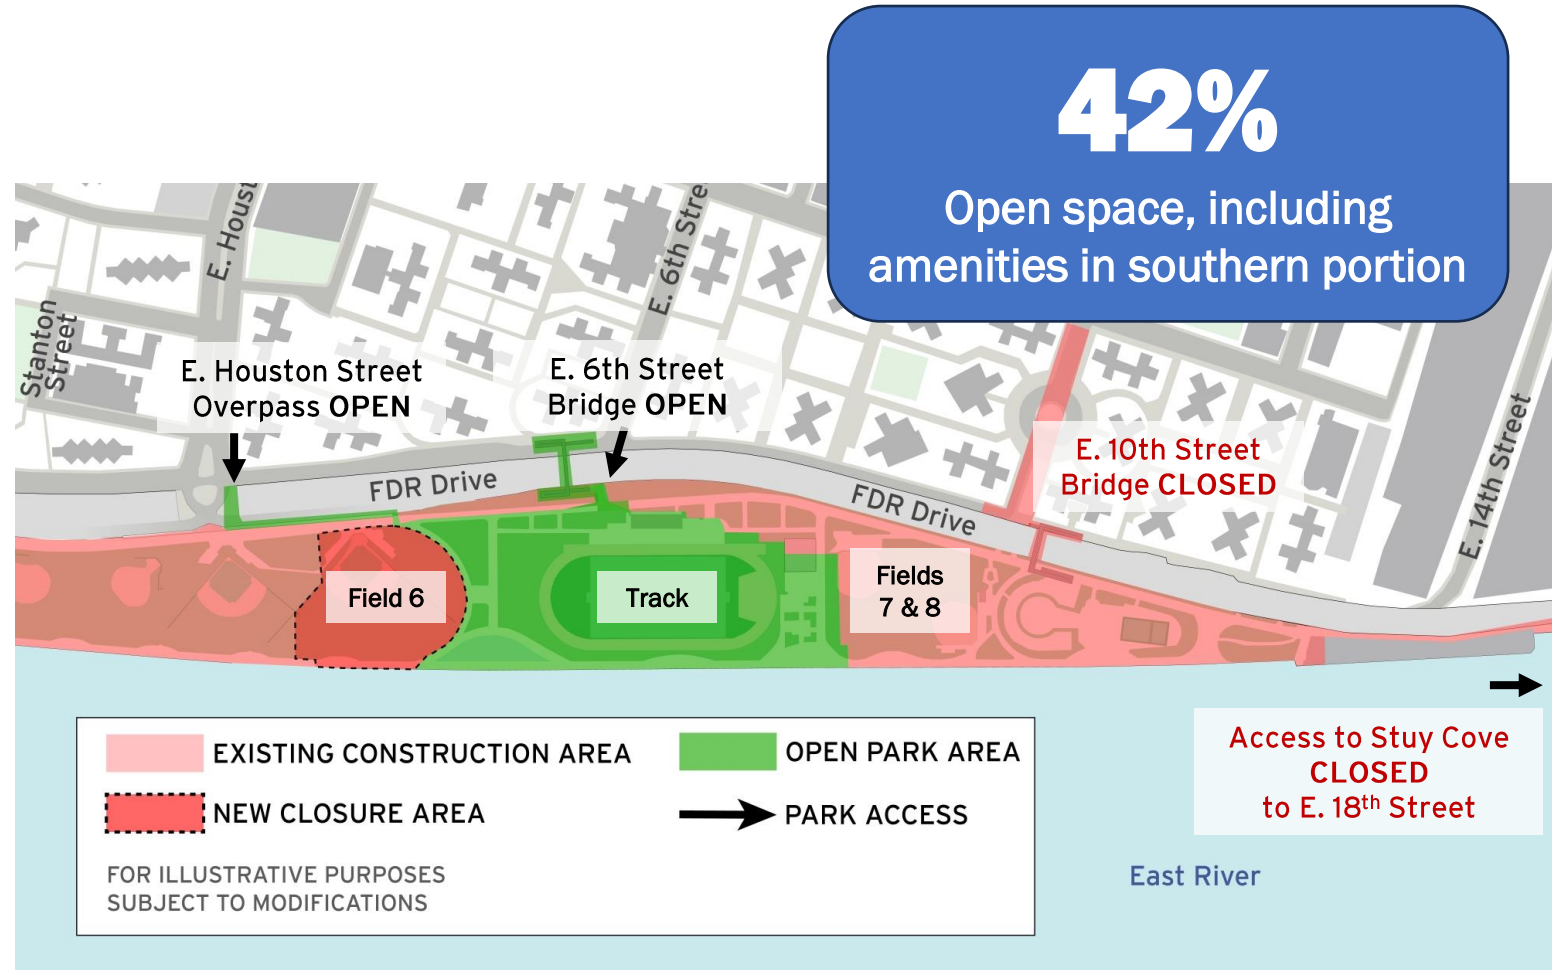 42%
Open space, including
amenities in southern portion
E. Houst
E. 6th Stre
Stanton
Street
E. Houston Street
Overpass OPEN
E. 6th Street
Bridge OPEN
E. 10th Street
Bridge CLOSED
E. 14th Street
FDR Drive
FDR Drive
Field 6
Track
Fields
7 & 8
Access to Stuy Cove
CLOSED
to E. 18th Street
EXISTING CONSTRUCTION AREA
OPEN PARK AREA
NEW CLOSURE AREA
PARK ACCESS
FOR ILLUSTRATIVE PURPOSES
SUBJECT TO MODIFICATIONS
East River